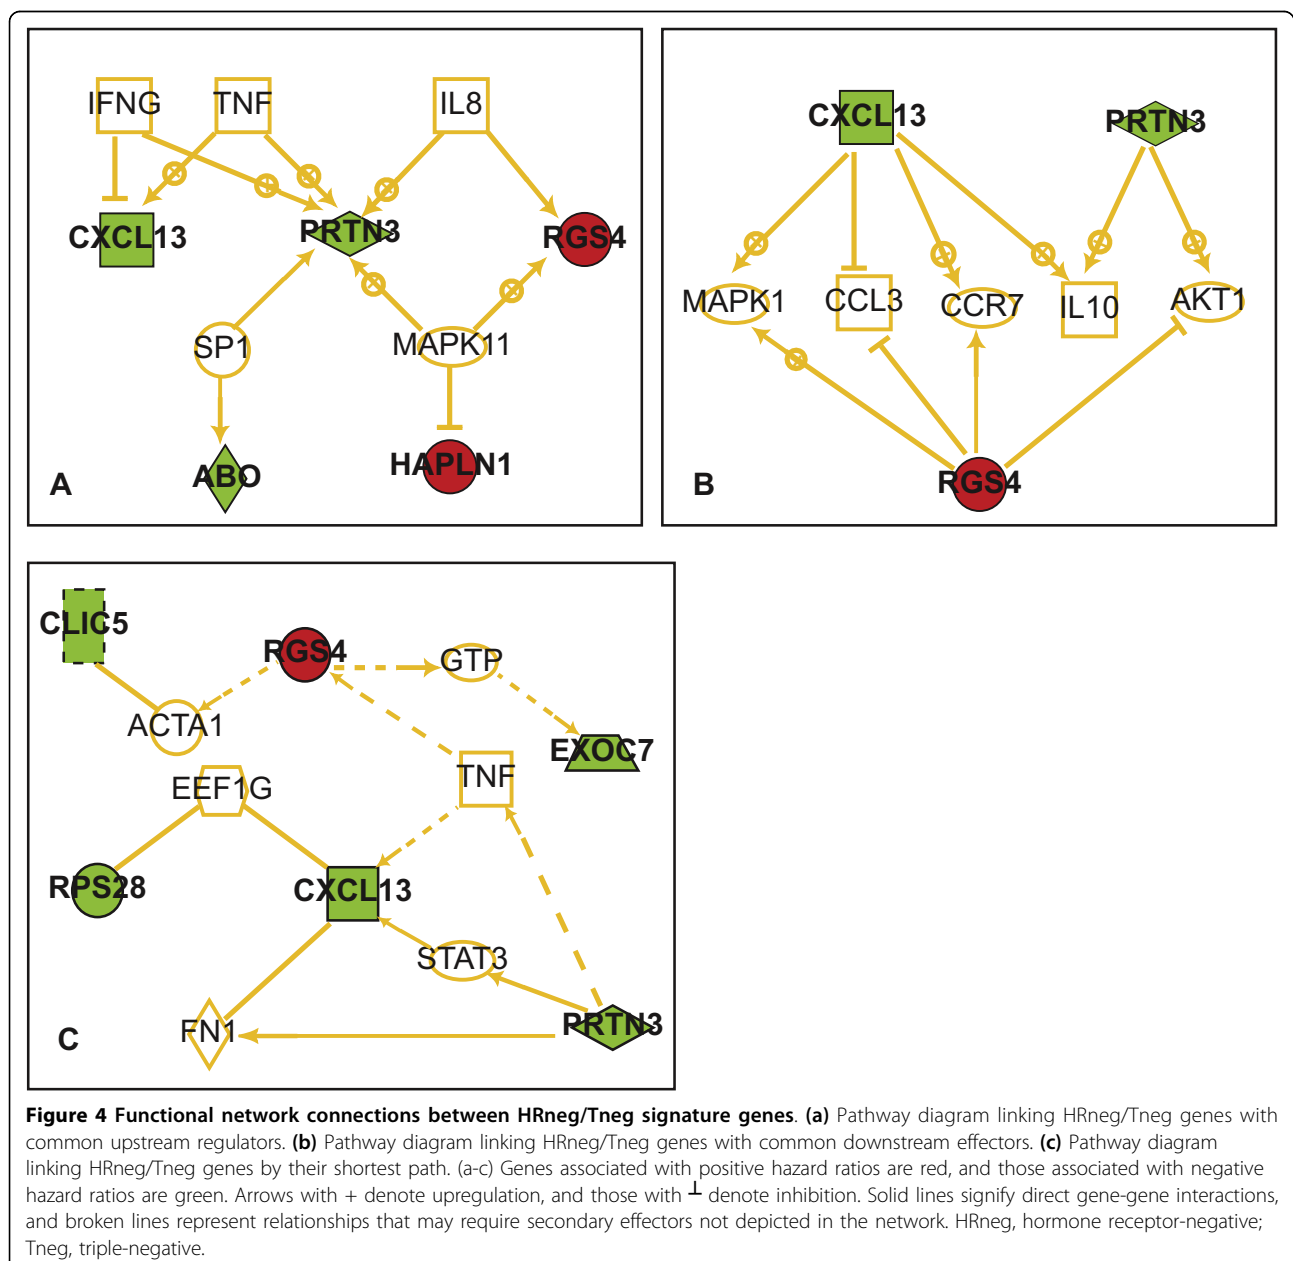 IFNG TNF IL8
CXCL13 PRTN3 RGS4
SP1 MAPK11
ABO HAPLN1
A
CXCL13 PRTN3
MAPK1 CCL3 CCR7 IL10 AKT1
RGS4
B
CLIC5
RGS4 GTP
ACTA1
EXOC7
TNF
EEF1G
RPS28 CXCL13
STAT3
FN1 PRTN3
C
Figure 4 Functional network connections between HRneg/Tneg signature genes. (a) Pathway diagram linking HRneg/Tneg genes with
common upstream regulators. (b) Pathway diagram linking HRneg/Tneg genes with common downstream effectors. (c) Pathway diagram
linking HRneg/Tneg genes by their shortest path. (a-c) Genes associated with positive hazard ratios are red, and those associated with negative
hazard ratios are green. Arrows with + denote upregulation, and those with ┴ denote inhibition. Solid lines signify direct gene-gene interactions,
and broken lines represent relationships that may require secondary effectors not depicted in the network. HRneg, hormone receptor-negative;
Tneg, triple-negative.